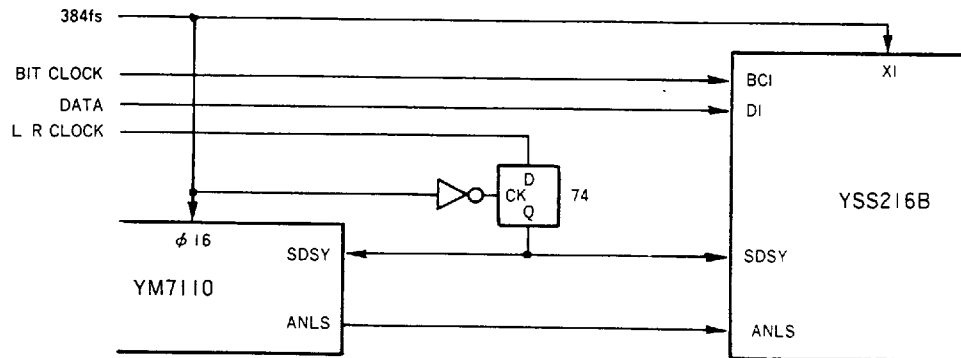 384fs
XI
BIT CLOCK
BCI
DATA
DI
L R CLOCK
D
CK
Q
74
YSS216B
φ16
SDSY
SDSY
YM7110
ANLS
ANLS